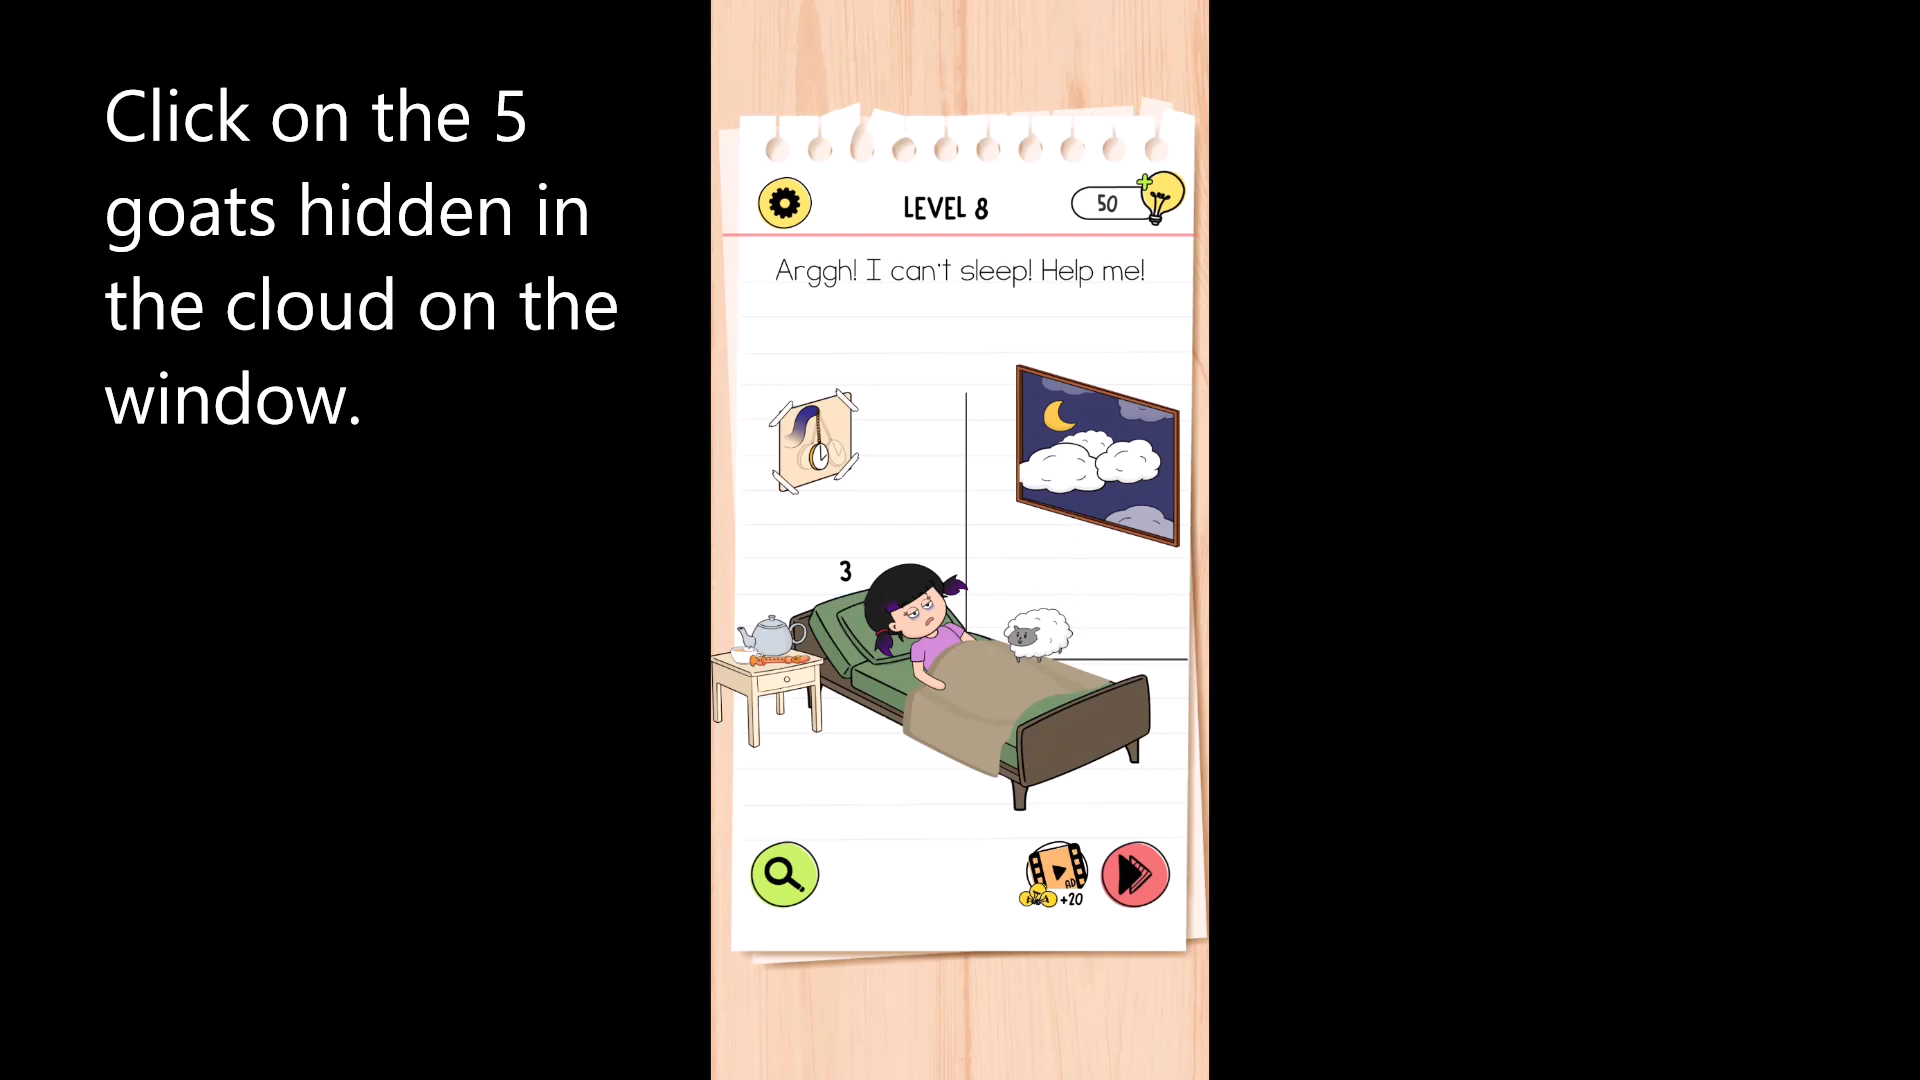 Click on the 5
goats hidden in
the cloud on the
window.
LEVEL 8
50
Arggh! I can't sleep! Help me!
3
AD
+20